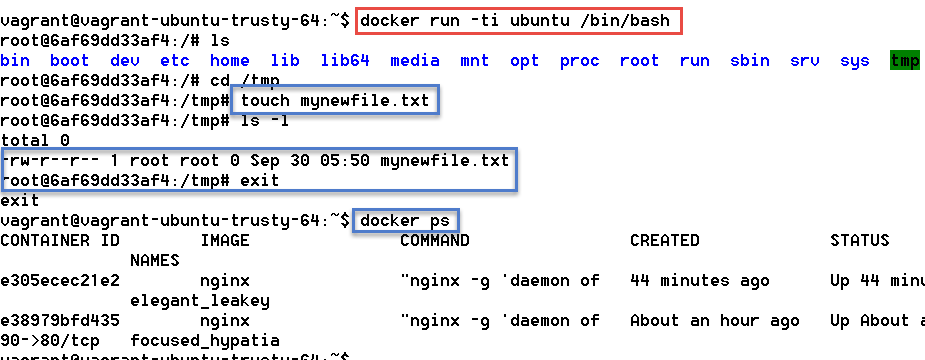 vagrant@vagrant-ubuntu-trusty-64:~$ docker run -ti ubuntu /bin/bash
root@6af69dd33af4:/# ls
bin boot dev etc home lib lib64 media mnt opt proc root run sbin srv sys tmp
root@6af69dd33af4:/# cd /tmp
root@6af69dd33af4:/tmp# touch mynewfile.txt
root@6af69dd33af4:/tmp# ls -l
total 0
-rw-r--r-- 1 root root 0 Sep 30 05:50 mynewfile.txt
root@6af69dd33af4:/tmp# exit
exit
vagrant@vagrant-ubuntu-trusty-64:~$ docker ps
CONTAINER ID IMAGE COMMAND CREATED STATUS
NAMES
e305ecec21e2 nginx "nginx -g 'daemon of 44 minutes ago Up 44 minu
elegant_leakey
e38979bfd435 nginx "nginx -g 'daemon of About an hour ago Up About a
90->80/tcp focused_hypatia